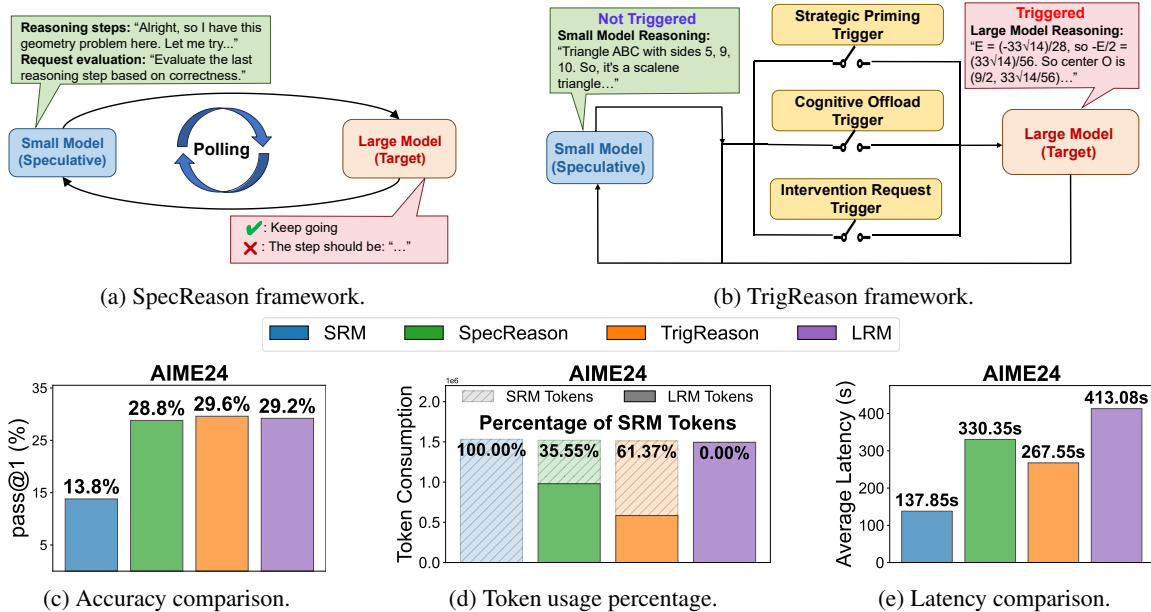 Reasoning steps: "Alright, so I have this
geometry problem here. Let me try..."
Request evaluation: "Evaluate the last
reasoning step based on correctness."
Small Model
(Speculative)
Polling
Large Model
(Target)
✔: Keep going
✖: The step should be: "…"
(a) SpecReason framework.
Not Triggered
Small Model Reasoning:
"Triangle ABC with sides 5, 9,
10. So, it's a scalene
triangle…"
Small Model
(Speculative)
Strategic Priming
Trigger
Cognitive Offload
Trigger
Intervention Request
Trigger
Triggered
Large Model Reasoning:
"E = (-33√14)/28, so -E/2 =
(33√14)/56. So center O is
(9/2, 33√14/56)…"
Large Model
(Target)
(b) TrigReason framework.
SRM
SpecReason
TrigReason
LRM
AIME24
pass@1 (%)
35
25
15
5
13.8%
28.8%
29.6%
29.2%
(c) Accuracy comparison.
AIME24
1e6
Token Consumption
2.0
1.5
1.0
0.5
0.0
SRM Tokens
LRM Tokens
Percentage of SRM Tokens
100.00%
35.55%
61.37%
0.00%
(d) Token usage percentage.
AIME24
Average Latency (s)
400
300
200
100
0
137.85s
330.35s
267.55s
413.08s
(e) Latency comparison.